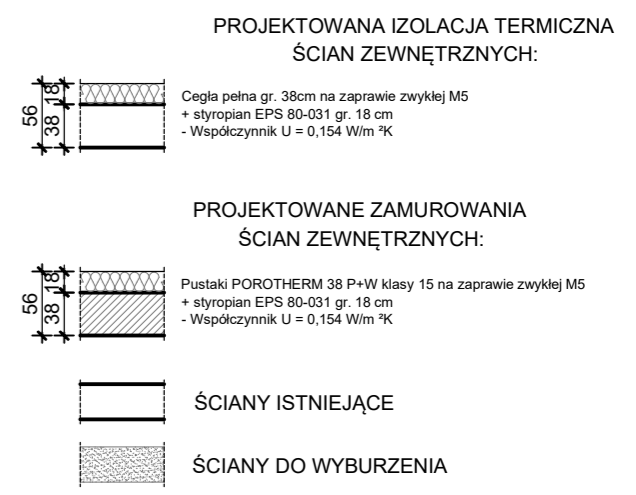 PROJEKTOWANA IZOLACJA TERMICZNA
ŚCIAN ZEWNĘTRZNYCH:
56
18
38
Cegła pełna gr. 38cm na zaprawie zwykłej M5
+ styropian EPS 80-031 gr. 18 cm
- Współczynnik U = 0,154 W/m ²K
PROJEKTOWANE ZAMUROWANIA
ŚCIAN ZEWNĘTRZNYCH:
56
18
38
Pustaki POROTHERM 38 P+W klasy 15 na zaprawie zwykłej M5
+ styropian EPS 80-031 gr. 18 cm
- Współczynnik U = 0,154 W/m ²K
ŚCIANY ISTNIEJĄCE
ŚCIANY DO WYBURZENIA